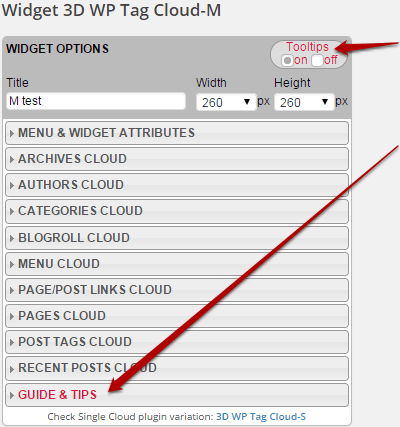 Widget 3D WP Tag Cloud-M
WIDGET OPTIONS
Tooltips
on off
Title Width Height
M test 260 px 260 px
MENU & WIDGET ATTRIBUTES
ARCHIVES CLOUD
AUTHORS CLOUD
CATEGORIES CLOUD
BLOGROLL CLOUD
MENU CLOUD
PAGE/POST LINKS CLOUD
PAGES CLOUD
POST TAGS CLOUD
RECENT POSTS CLOUD
GUIDE & TIPS
Check Single Cloud plugin variation: 3D WP Tag Cloud-S